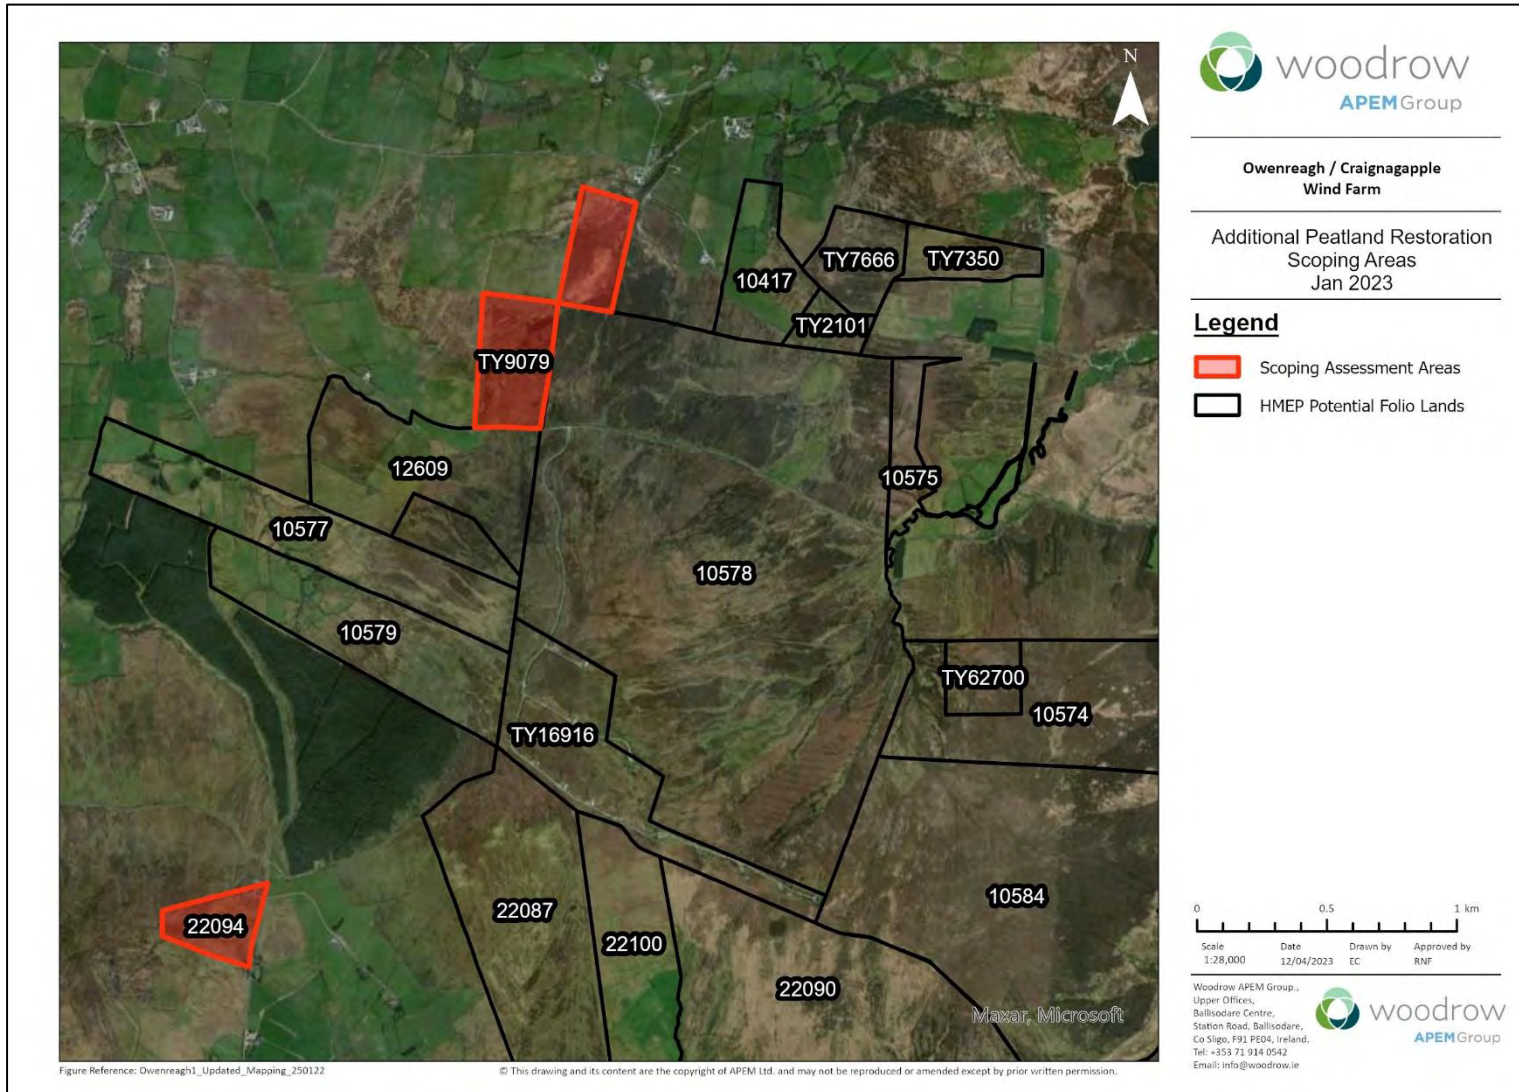 N
10417
TY7666
TY7350
TY2101
TY9079
12609
10575
10577
10578
10579
TY62700
10574
TY16916
22094
22087
22100
10584
22090
Maxar, Microsoft
woodrow
APEMGroup
Owenreagh / Craignagapple
Wind Farm
Additional Peatland Restoration
Scoping Areas
Jan 2023
Legend
Scoping Assessment Areas
HMEP Potential Folio Lands
0 0.5 1 km
Scale Date Drawn by Approved by
1:28,000 12/04/2023 EC RNF
Woodrow APEM Group.,
Upper Offices,
Ballisodare Centre,
Station Road, Ballisodare,
Co Sligo, F91 PE04, Ireland.
Tel: +353 71 914 0542
Email: info@woodrow.ie
woodrow
APEMGroup
Figure Reference: Owenreagh1_Updated_Mapping_250122
© This drawing and its content are the copyright of APEM Ltd. and may not be reproduced or amended except by prior written permission.